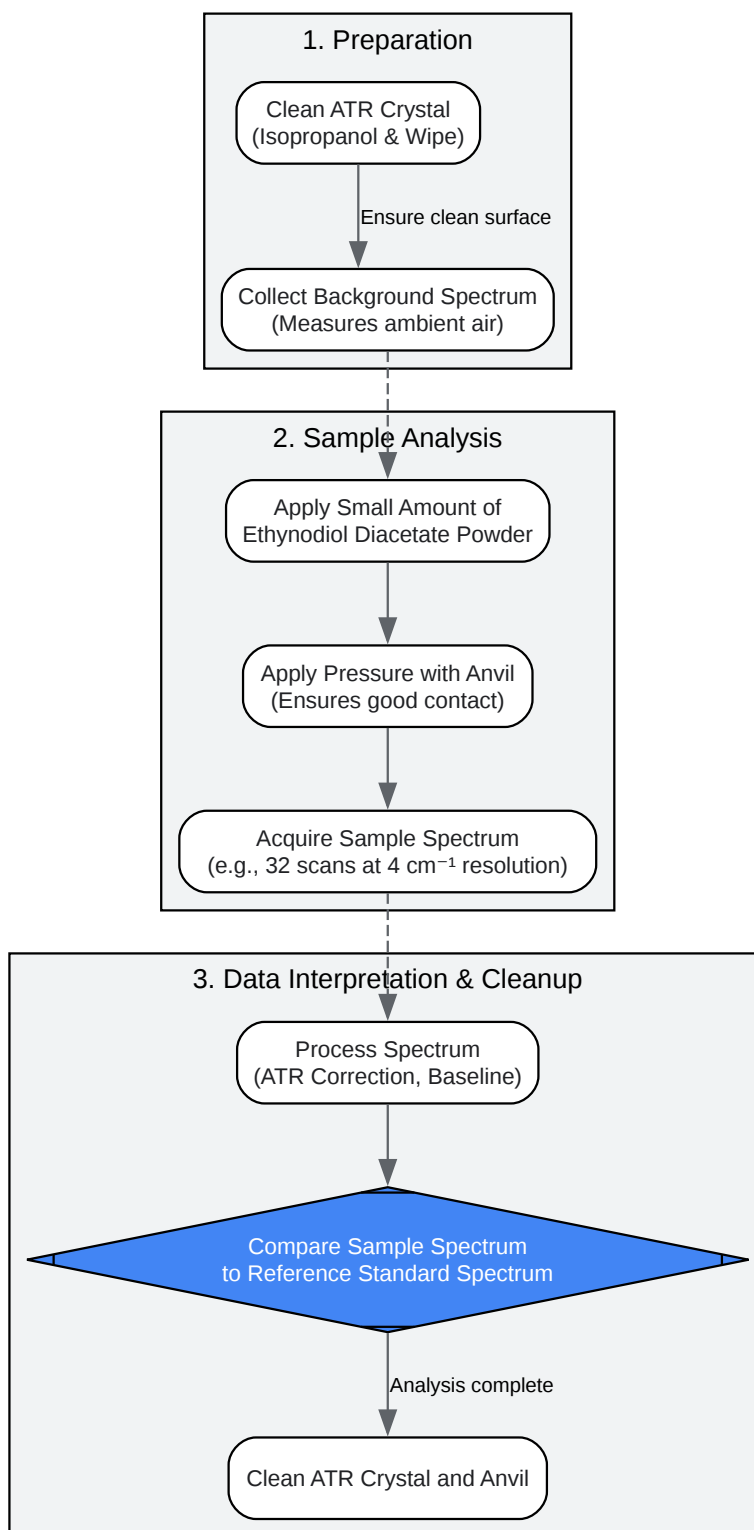 1. Preparation
Clean ATR Crystal
(Isopropanol & Wipe)
Ensure clean surface
Collect Background Spectrum
(Measures ambient air)
2. Sample Analysis
Apply Small Amount of
Ethynodiol Diacetate Powder
Apply Pressure with Anvil
(Ensures good contact)
Acquire Sample Spectrum
(e.g., 32 scans at 4 cm⁻¹ resolution)
3. Data Interpretation & Cleanup
Process Spectrum
(ATR Correction, Baseline)
Compare Sample Spectrum
to Reference Standard Spectrum
Analysis complete
Clean ATR Crystal and Anvil